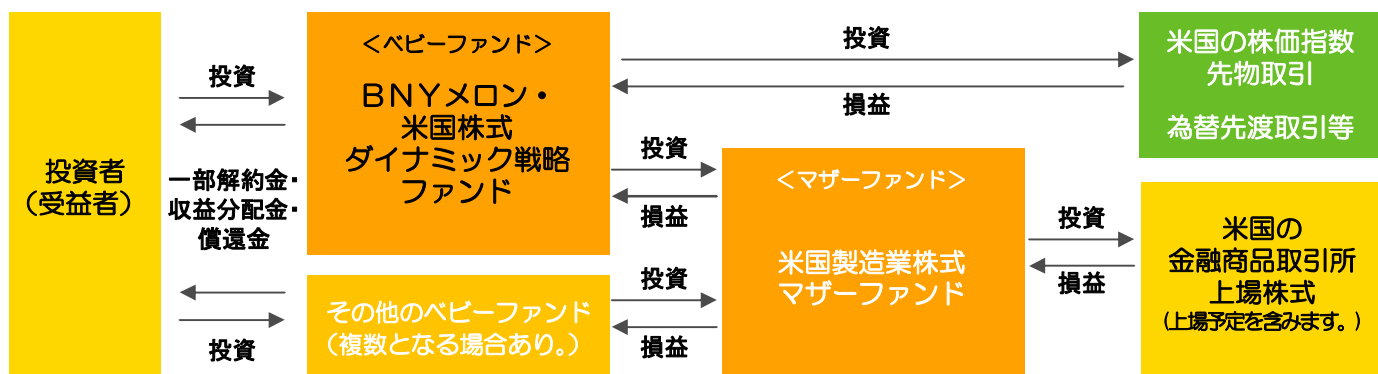 投資者
（受益者）
投資
一部解約金・
収益分配金・
償還金
投資
＜ベビーファンド＞
ＢＮＹメロン・
米国株式
ダイナミック戦略
ファンド
その他のベビーファンド
（複数となる場合あり。）
投資
損益
投資
損益
投資
損益
＜マザーファンド＞
米国製造業株式
マザーファンド
投資
損益
米国の株価指数
先物取引
為替先渡取引等
米国の
金融商品取引所
上場株式
（上場予定を含みます。）